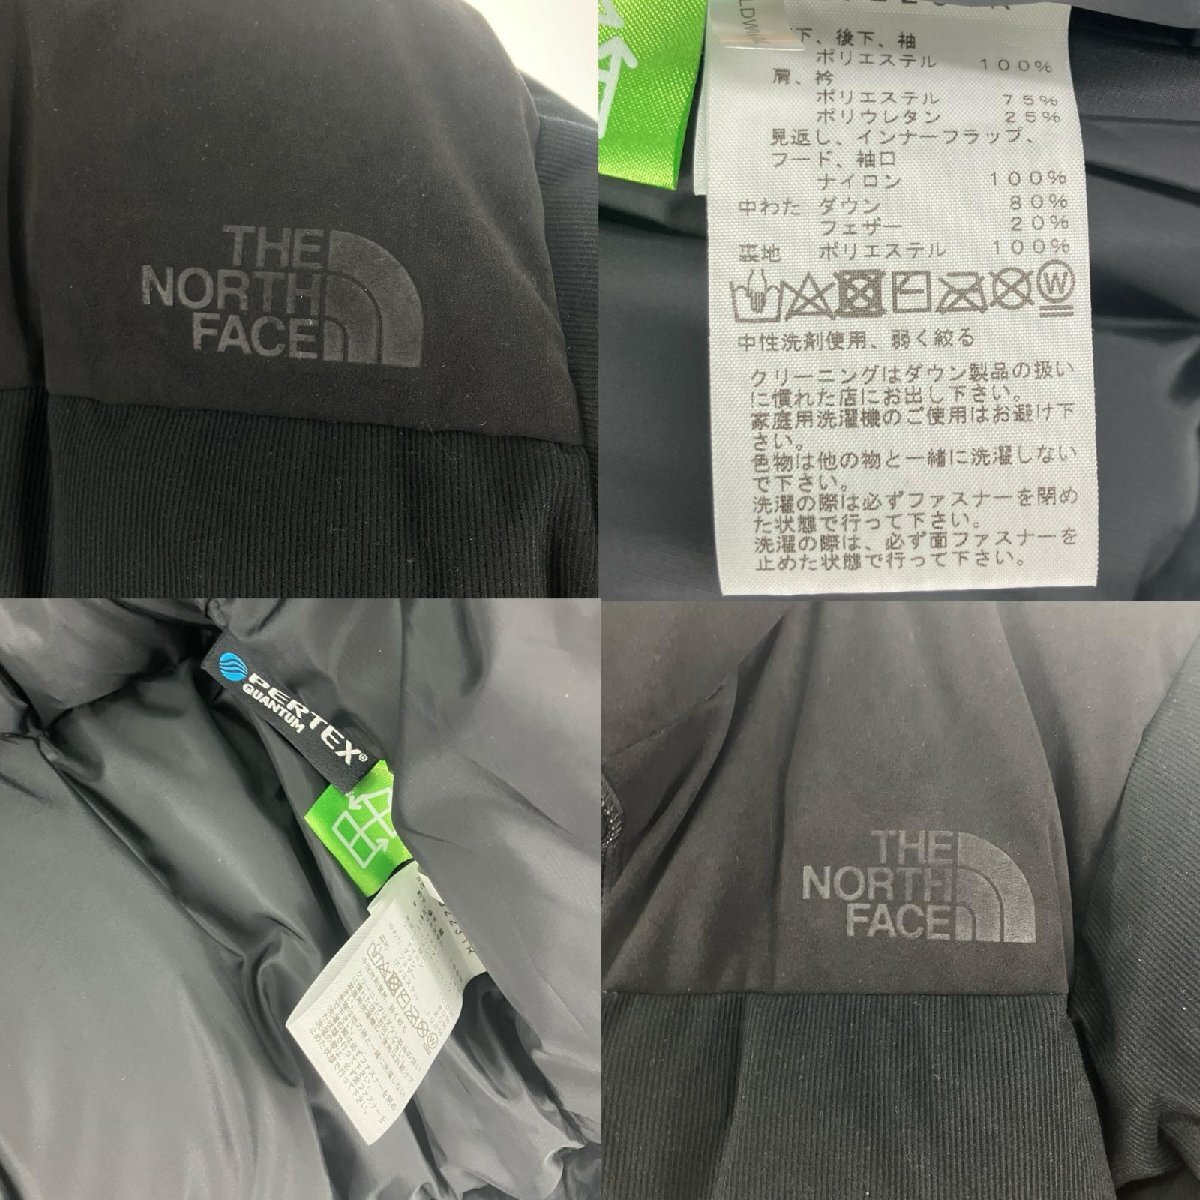 THE
NORTH
FACE
下、後下、袖
ポリエステル 100%
肩、衿
ポリエステル 75%
ポリウレタン 25%
見返し、インナーフラップ、
フード、袖口
ナイロン 100%
中わた ダウン 80%
フェザー 20%
裏地 ポリエステル 100%
W
中性洗剤使用、弱く絞る
クリーニングはダウン製品の扱い
に慣れた店にお出し下さい。
家庭用洗濯機のご使用はお避け下
さい。
色物は他の物と一緒に洗濯しない
で下さい。
洗濯の際は必ずファスナーを閉め
た状態で行って下さい。
洗濯の際は、必ず面ファスナーを
止めた状態で行って下さい。
PERTEX®
QUANTUM
THE
NORTH
FACE